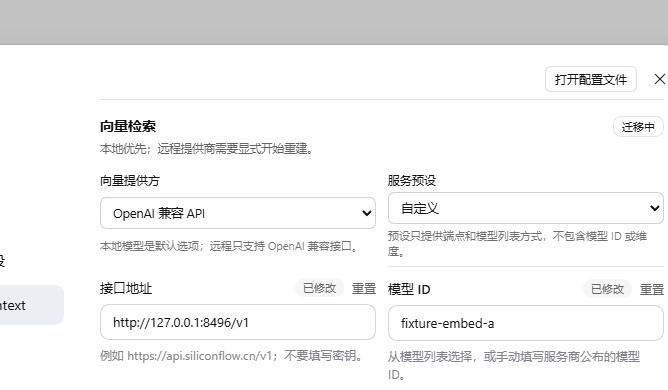 打开配置文件
向量检索
迁移中
本地优先；远程提供商需要显式开始重建。
向量提供方
服务预设
OpenAI 兼容 API
自定义
本地模型是默认选项；远程只支持 OpenAI 兼容接口。
预设只提供端点和模型列表方式，不包含模型 ID 或维
度。
接口地址
已修改
重置
模型 ID
已修改
重置
ntext
http://127.0.0.1:8496/v1
fixture-embed-a
例如 https://api.siliconflow.cn/v1；不要填写密钥。
从模型列表选择，或手动填写服务商公布的模型
ID。